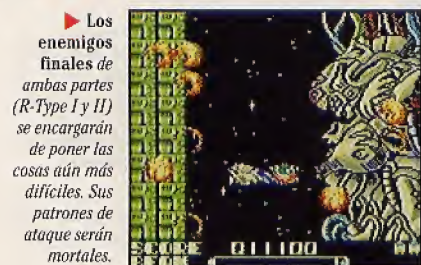 Los
enemigos
finales de
ambas partes
(R-Type I y II)
se encargarán
de poner las
cosas aún más
difíciles. Sus
patrones de
ataque serán
mortales.
SCORE 011100